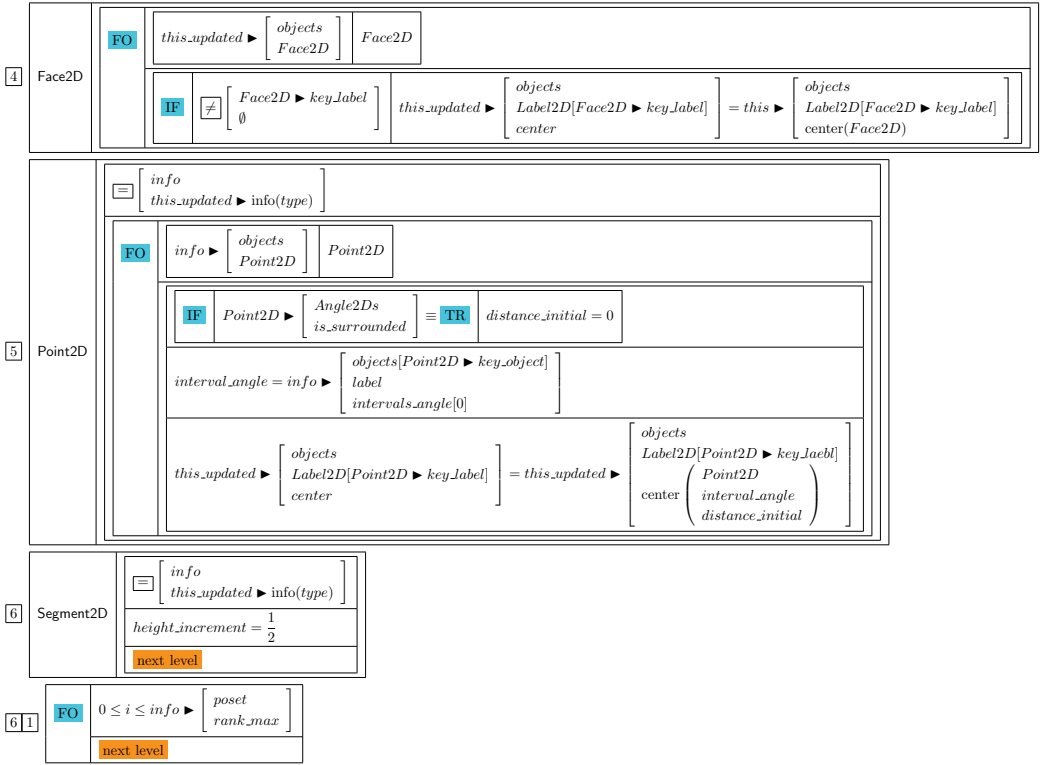 4 Face2D
FO this_updated ▶ [ objects Face2D ] Face2D
IF ≠ [ Face2D ▶ key_label ∅ ] this_updated ▶ [ objects Label2D[Face2D ▶ key_label] center ] = this ▶ [ objects Label2D[Face2D ▶ key_label] center(Face2D) ]
5 Point2D
= [ info this_updated ▶ info(type) ]
FO info ▶ [ objects Point2D ] Point2D
IF Point2D ▶ [ Angle2Ds is_surrounded ] ≡ TR distance_initial = 0
interval_angle = info ▶ [ objects[Point2D ▶ key_object] label intervals_angle[0] ]
this_updated ▶ [ objects Label2D[Point2D ▶ key_label] center ] = this_updated ▶ [ objects Label2D[Point2D ▶ key_laebl] center ( Point2D interval_angle distance_initial ) ]
6 Segment2D
= [ info this_updated ▶ info(type) ]
height_increment = 1/2
next level
6 1 FO 0 ≤ i ≤ info ▶ [ poset rank_max ]
next level